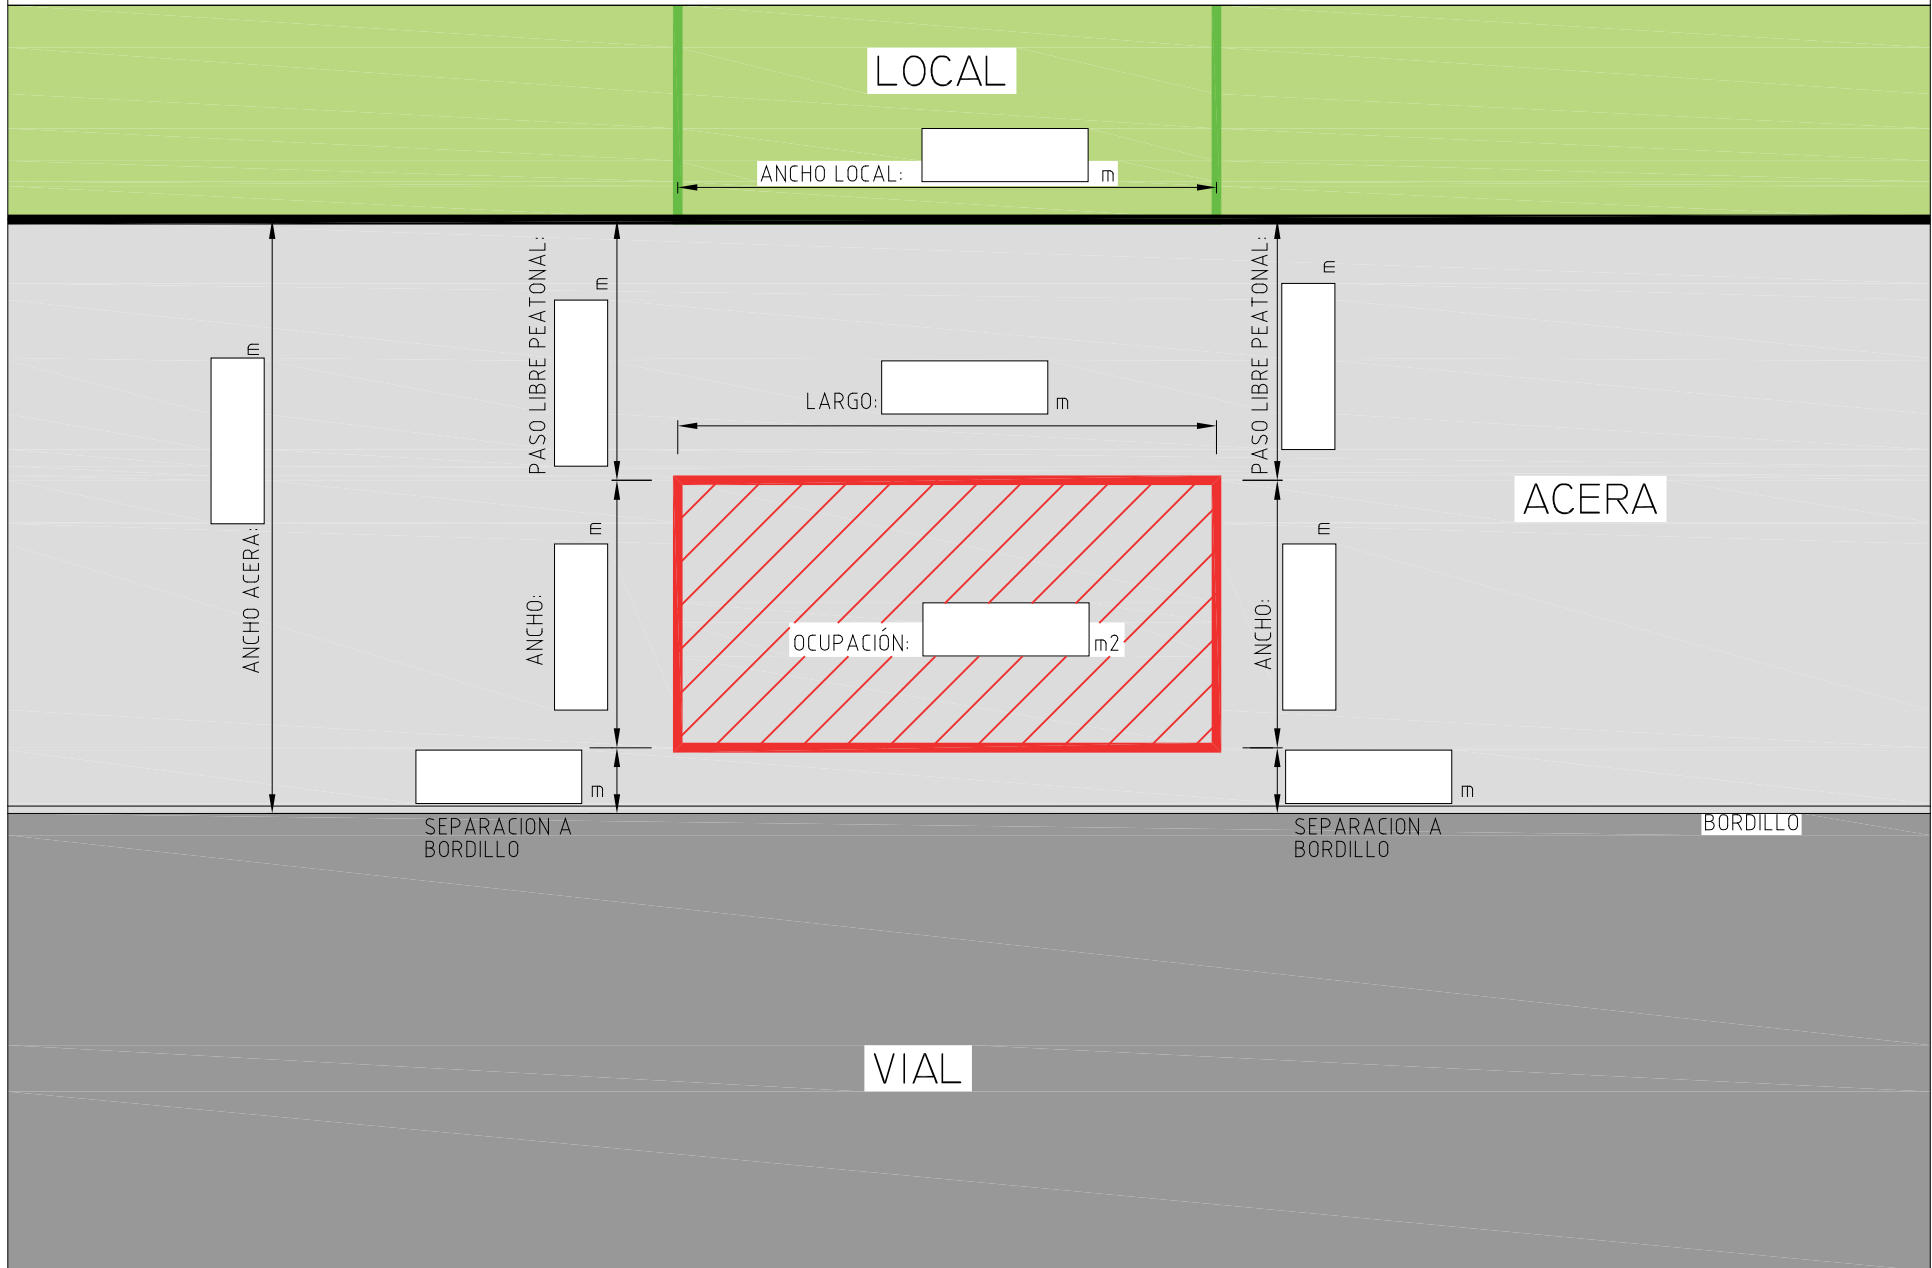 LOCAL
ANCHO LOCAL: m
PASO LIBRE PEATONAL: m
PASO LIBRE PEATONAL: m
ANCHO ACERA: m
LARGO: m
ACERA
ANCHO: m
ANCHO: m
OCUPACIÓN: m2
m
m
SEPARACION A
BORDILLO
SEPARACION A
BORDILLO
BORDILLO
VIAL